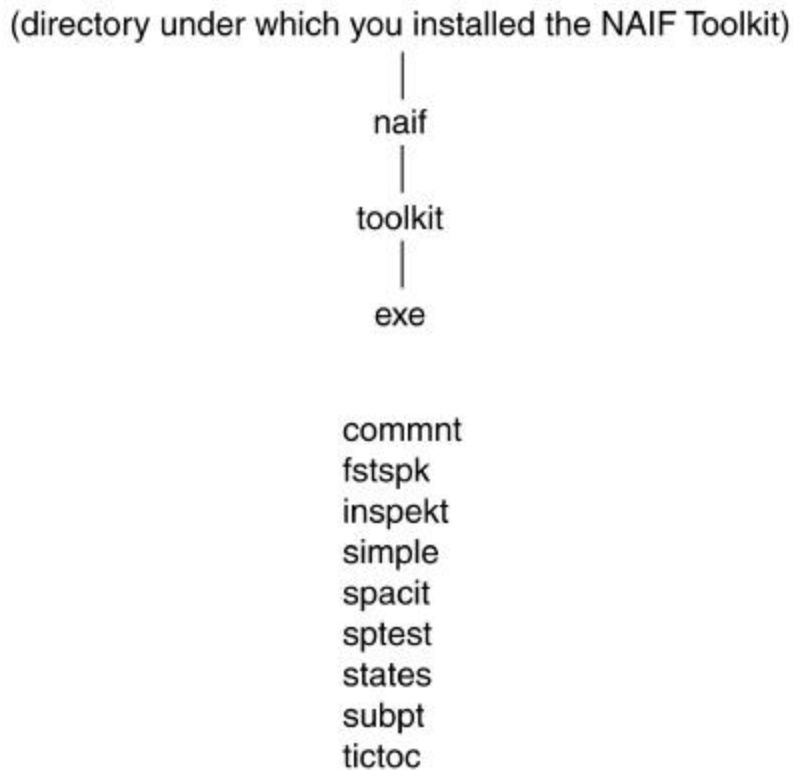 (directory under which you installed the NAIF Toolkit)
naif
toolkit
exe
commnt
fstspk
inspekt
simple
spacit
sptest
states
subpt
tictoc